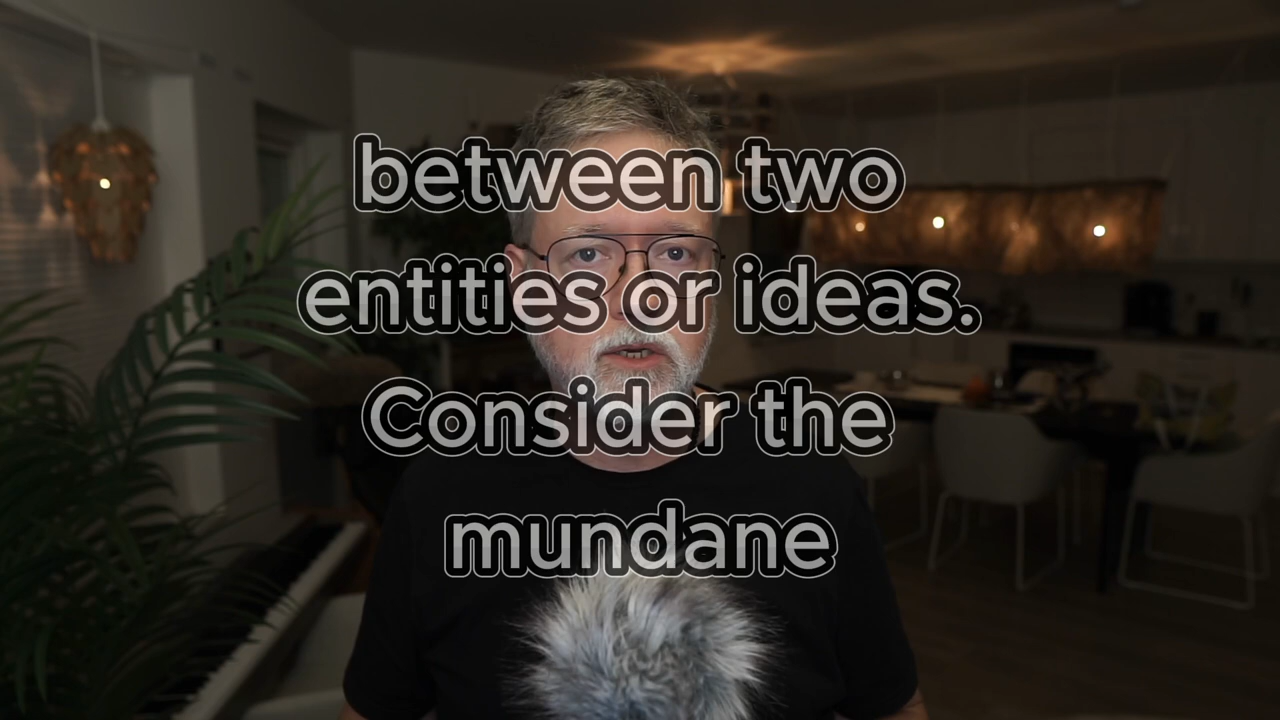 between two
entities or ideas.
Consider the
mundane